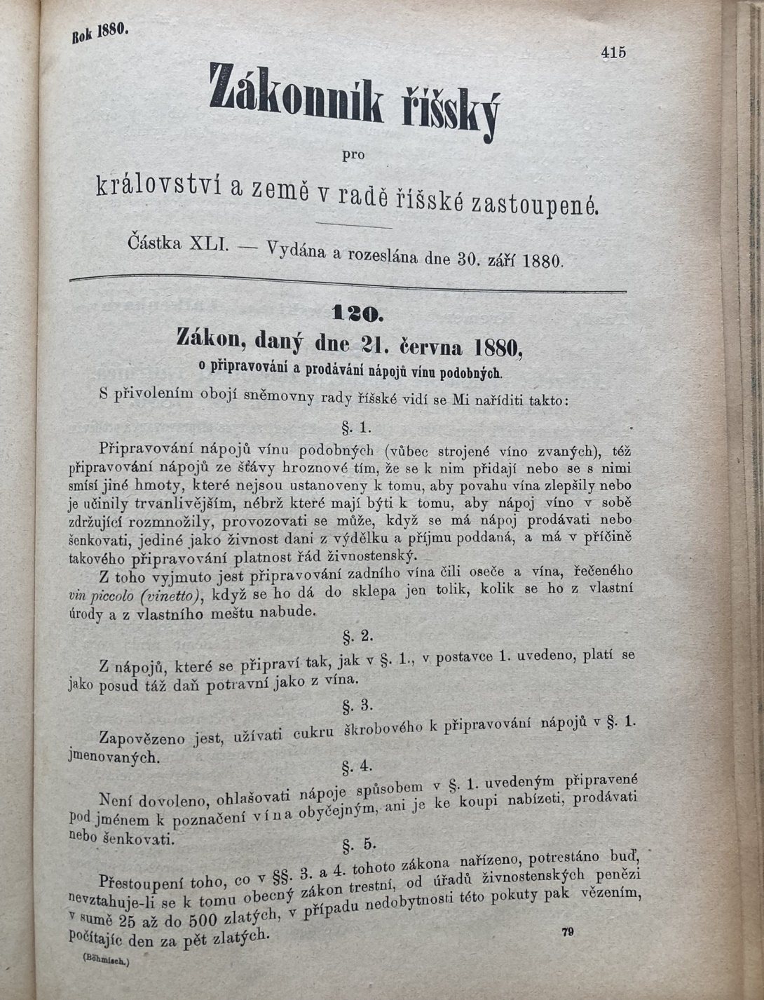 Rok 1880.
415
Zákonník říšský
pro
království a země v radě říšské zastoupené.
Částka XLI. — Vydána a rozeslána dne 30. září 1880.
120.
Zákon, daný dne 21. června 1880,
o připravování a prodávání nápojů vínu podobných.
S přivolením obojí sněmovny rady říšské vidí se Mi naříditi takto:
§. 1.
Připravování nápojů vínu podobných (vůbec strojené víno zvaných), též
připravování nápojů ze šťávy hroznové tím, že se k nim přidají nebo se s nimi
smísí jiné hmoty, které nejsou ustanoveny k tomu, aby povahu vína zlepšily nebo
je učinily trvanlivějším, nébrž které mají býti k tomu, aby nápoj víno v sobě
zdržující rozmnožily, provozovati se může, když se má nápoj prodávati nebo
šenkovati, jediné jako živnost dani z výdělku a příjmu poddaná, a má v příčině
takového připravování platnost řád živnostenský.
Z toho vyjmuto jest připravování zadního vína čili oseče a vína, řečeného
vin piccolo (vinetto), když se ho dá do sklepa jen tolik, kolik se ho z vlastní
úrody a z vlastního meštu nabude.
§. 2.
Z nápojů, které se připraví tak, jak v §. 1., v postavce 1. uvedeno, platí se
jako posud táž daň potravní jako z vína.
§. 3.
Zapovězeno jest, užívati cukru škrobového k připravování nápojů v §. 1.
jmenovaných.
§. 4.
Není dovoleno, ohlašovati nápoje spůsobem v §. 1. uvedeným připravené
pod jménem k poznačení vína obyčejným, ani je ke koupi nabízeti, prodávati
nebo šenkovati.
§. 5.
Přestoupení toho, co v §§. 3. a 4. tohoto zákona nařízeno, potrestáno buď,
nevztahuje-li se k tomu obecný zákon trestní, od úřadů živnostenských penězi
v sumě 25 až do 500 zlatých, v případu nedobytnosti této pokuty pak vězením,
počítajíc den za pět zlatých.
79
(Böhmisch.)